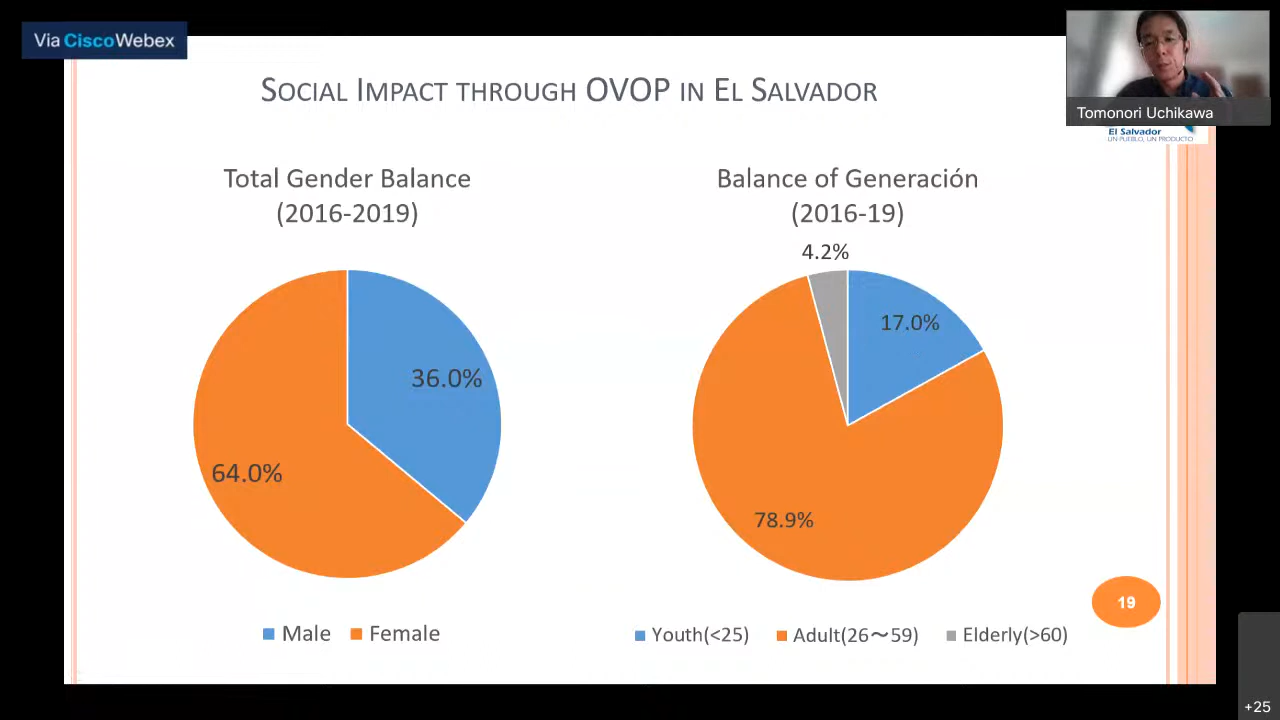 Via CiscoWebex
SOCIAL IMPACT THROUGH OVOP IN EL SALVADOR
Tomonori Uchikawa
El Salvador
UN PUEBLO, UN PRODUCTO
Total Gender Balance
(2016-2019)
36.0%
64.0%
Male Female
Balance of Generación
(2016-19)
4.2%
17.0%
78.9%
Youth(<25) Adult(26～59) Elderly(>60)
19
+25